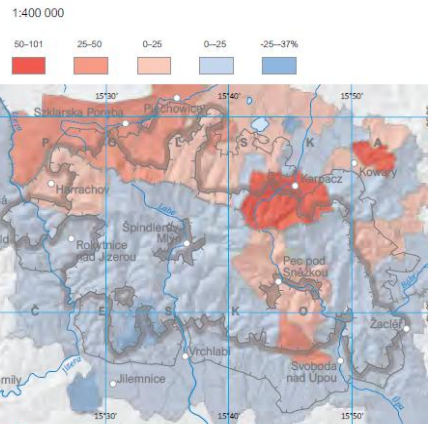 1:400 000
50–101 25–50 0–25 0–-25 -25–-37%
15°30' 15°40' 15°50'
Szklarska Poręba
Piechowice
P O L S K A
Harrachov
Karpacz
Kowary
Labe
Špindlerův
Mlýn
Rokytnice
nad Jizerou
Pec pod
Sněžkou
Č E S K O
Žacléř
Vrchlabí
Svoboda
nad Úpou
Jizera
Jilemnice
Úpa
15°30' 15°40' 15°50'